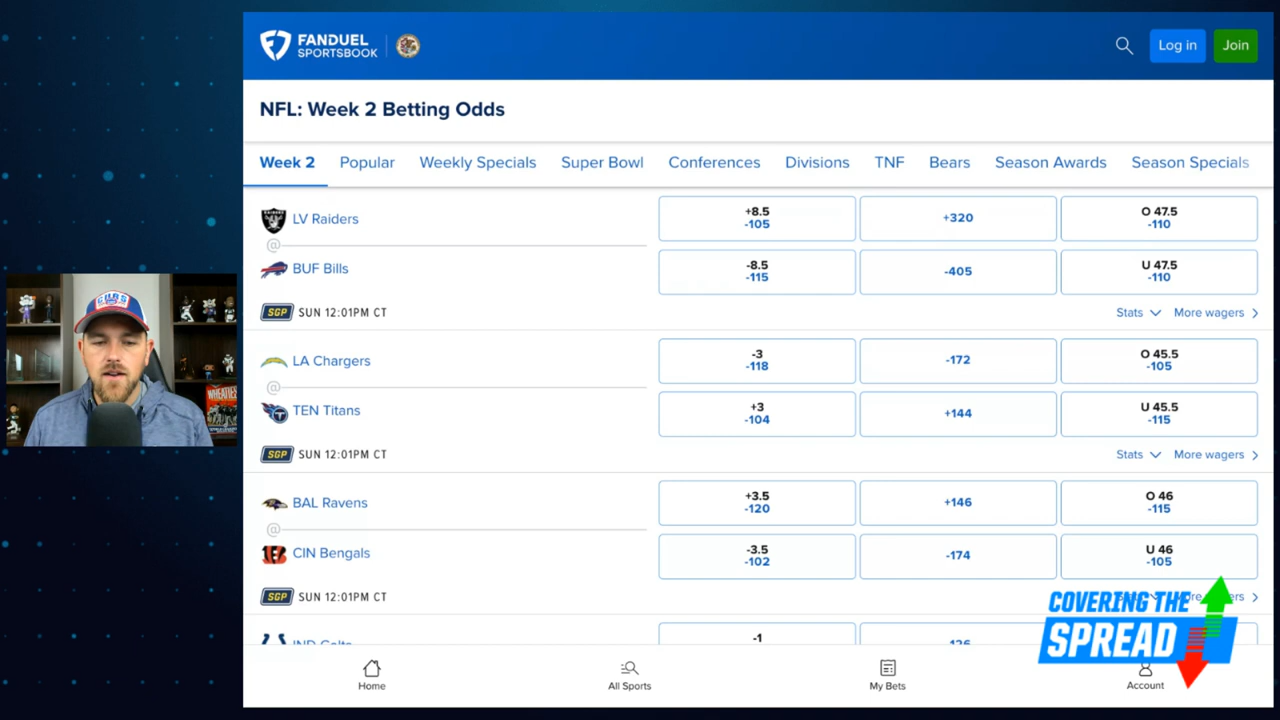 FANDUEL
SPORTSBOOK
Log in
Join
NFL: Week 2 Betting Odds
Week 2 Popular Weekly Specials Super Bowl Conferences Divisions TNF Bears Season Awards Season Specials
LV Raiders
+8.5
-105
+320
O 47.5
-110
@
BUF Bills
-8.5
-115
-405
U 47.5
-110
SGP SUN 12:01PM CT
Stats More wagers
LA Chargers
-3
-118
-172
O 45.5
-105
@
TEN Titans
+3
-104
+144
U 45.5
-115
SGP SUN 12:01PM CT
Stats More wagers
BAL Ravens
+3.5
-120
+146
O 46
-115
@
CIN Bengals
-3.5
-102
-174
U 46
-105
SGP SUN 12:01PM CT
IND Colts
-1
-126
COVERING THE
SPREAD
Home
All Sports
My Bets
Account
CUBS
WHEATIES